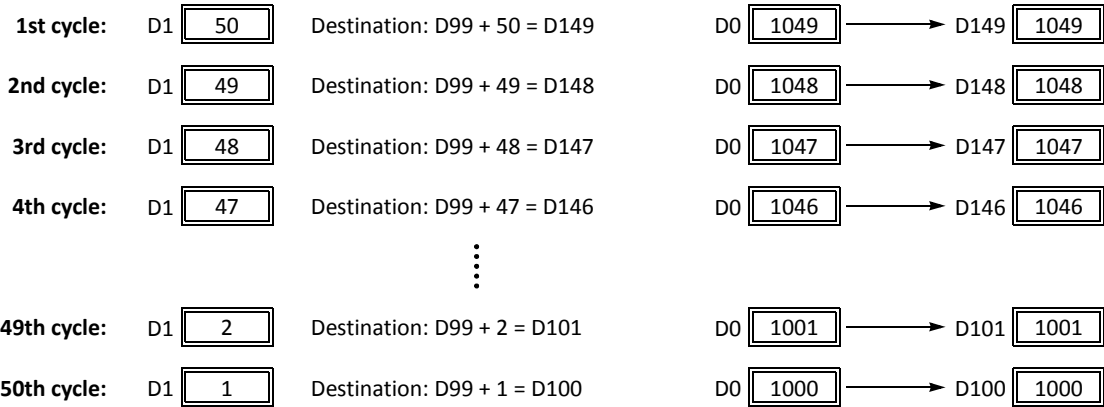 1st cycle: D1 50 Destination: D99 + 50 = D149 D0 1049 D149 1049
2nd cycle: D1 49 Destination: D99 + 49 = D148 D0 1048 D148 1048
3rd cycle: D1 48 Destination: D99 + 48 = D147 D0 1047 D147 1047
4th cycle: D1 47 Destination: D99 + 47 = D146 D0 1046 D146 1046
49th cycle: D1 2 Destination: D99 + 2 = D101 D0 1001 D101 1001
50th cycle: D1 1 Destination: D99 + 1 = D100 D0 1000 D100 1000